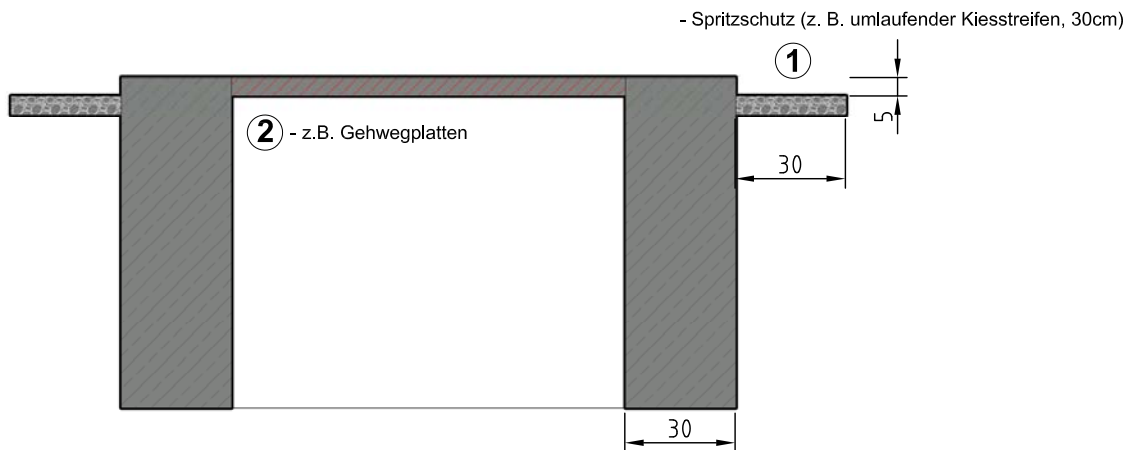 - Spritzschutz (z. B. umlaufender Kiesstreifen, 30cm)
1
5
2 - z.B. Gehwegplatten
30
30